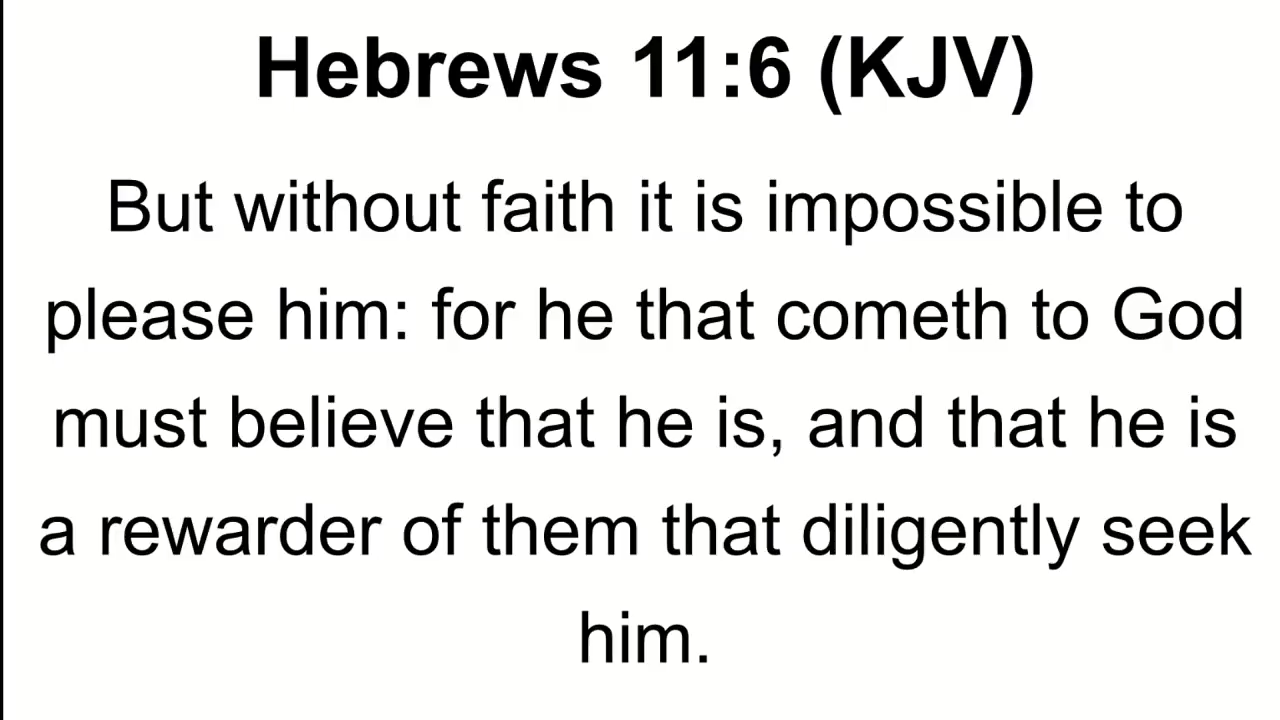 Hebrews 11:6 (KJV)
But without faith it is impossible to
please him: for he that cometh to God
must believe that he is, and that he is
a rewarder of them that diligently seek
him.